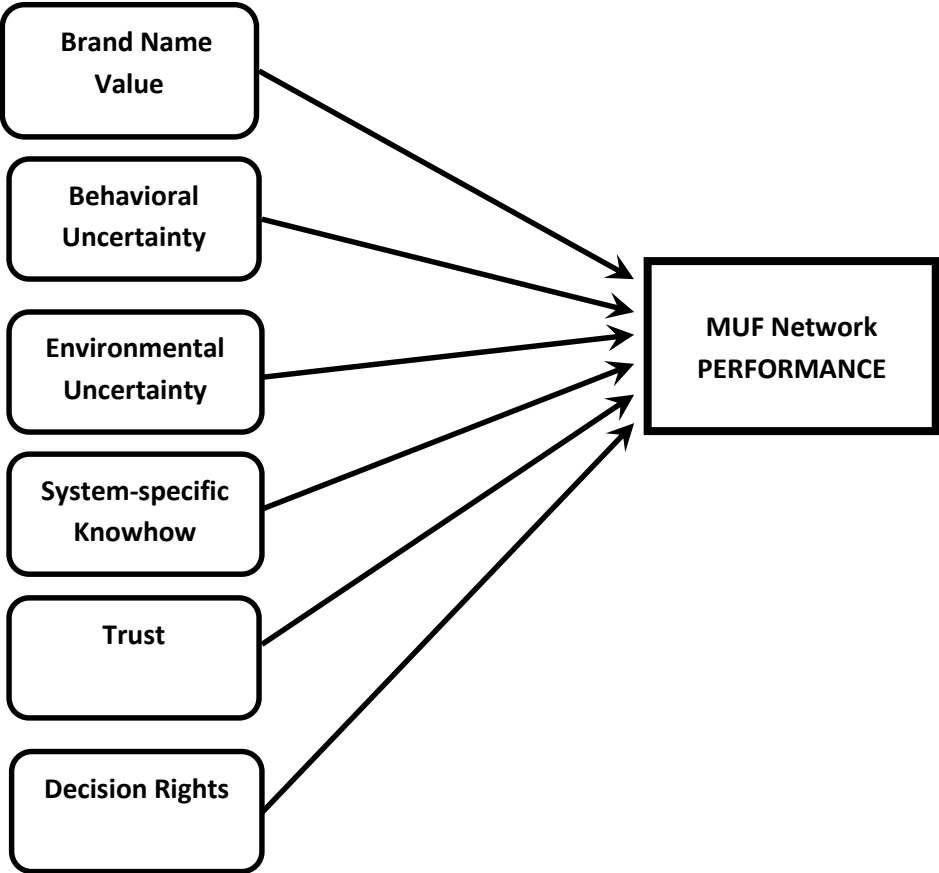 Brand Name
Value
Behavioral
Uncertainty
Environmental
Uncertainty
System-specific
Knowhow
Trust
Decision Rights
MUF Network
PERFORMANCE